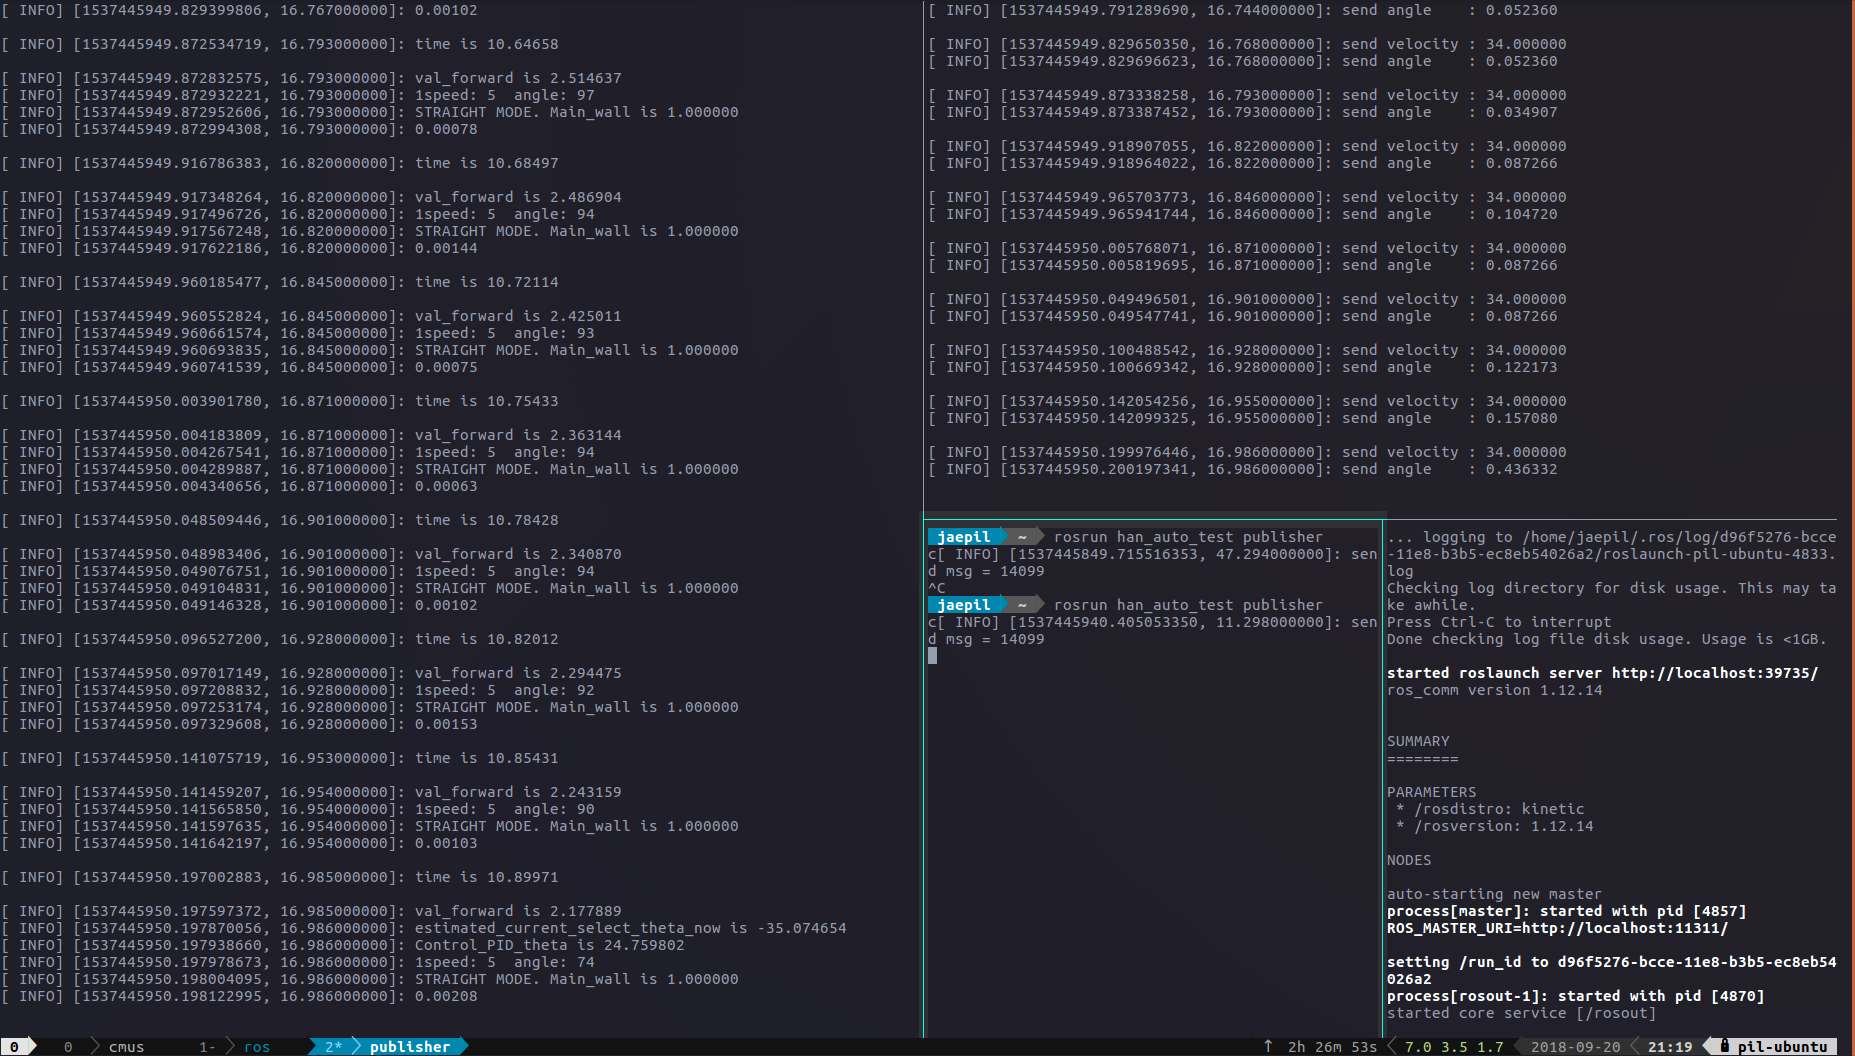 [ INFO] [1537445949.829399806, 16.767000000]: 0.00102
[ INFO] [1537445949.872534719, 16.793000000]: time is 10.64658
[ INFO] [1537445949.872832575, 16.793000000]: val_forward is 2.514637
[ INFO] [1537445949.872932221, 16.793000000]: 1speed: 5  angle: 97
[ INFO] [1537445949.872952606, 16.793000000]: STRAIGHT MODE. Main_wall is 1.000000
[ INFO] [1537445949.872994308, 16.793000000]: 0.00078
[ INFO] [1537445949.916786383, 16.820000000]: time is 10.68497
[ INFO] [1537445949.917348264, 16.820000000]: val_forward is 2.486904
[ INFO] [1537445949.917496726, 16.820000000]: 1speed: 5  angle: 94
[ INFO] [1537445949.917567248, 16.820000000]: STRAIGHT MODE. Main_wall is 1.000000
[ INFO] [1537445949.917622186, 16.820000000]: 0.00144
[ INFO] [1537445949.960185477, 16.845000000]: time is 10.72114
[ INFO] [1537445949.960552824, 16.845000000]: val_forward is 2.425011
[ INFO] [1537445949.960661574, 16.845000000]: 1speed: 5  angle: 93
[ INFO] [1537445949.960693835, 16.845000000]: STRAIGHT MODE. Main_wall is 1.000000
[ INFO] [1537445949.960741539, 16.845000000]: 0.00075
[ INFO] [1537445950.003901780, 16.871000000]: time is 10.75433
[ INFO] [1537445950.004183809, 16.871000000]: val_forward is 2.363144
[ INFO] [1537445950.004267541, 16.871000000]: 1speed: 5  angle: 94
[ INFO] [1537445950.004289887, 16.871000000]: STRAIGHT MODE. Main_wall is 1.000000
[ INFO] [1537445950.004340656, 16.871000000]: 0.00063
[ INFO] [1537445950.048509446, 16.901000000]: time is 10.78428
[ INFO] [1537445950.048983406, 16.901000000]: val_forward is 2.340870
[ INFO] [1537445950.049076751, 16.901000000]: 1speed: 5  angle: 94
[ INFO] [1537445950.049104831, 16.901000000]: STRAIGHT MODE. Main_wall is 1.000000
[ INFO] [1537445950.049146328, 16.901000000]: 0.00102
[ INFO] [1537445950.096527200, 16.928000000]: time is 10.82012
[ INFO] [1537445950.097017149, 16.928000000]: val_forward is 2.294475
[ INFO] [1537445950.097208832, 16.928000000]: 1speed: 5  angle: 92
[ INFO] [1537445950.097253174, 16.928000000]: STRAIGHT MODE. Main_wall is 1.000000
[ INFO] [1537445950.097329608, 16.928000000]: 0.00153
[ INFO] [1537445950.141075719, 16.953000000]: time is 10.85431
[ INFO] [1537445950.141459207, 16.954000000]: val_forward is 2.243159
[ INFO] [1537445950.141565850, 16.954000000]: 1speed: 5  angle: 90
[ INFO] [1537445950.141597635, 16.954000000]: STRAIGHT MODE. Main_wall is 1.000000
[ INFO] [1537445950.141642197, 16.954000000]: 0.00103
[ INFO] [1537445950.197002883, 16.985000000]: time is 10.89971
[ INFO] [1537445950.197597372, 16.985000000]: val_forward is 2.177889
[ INFO] [1537445950.197870056, 16.986000000]: estimated_current_select_theta_now is -35.074654
[ INFO] [1537445950.197938660, 16.986000000]: Control_PID_theta is 24.759802
[ INFO] [1537445950.197978673, 16.986000000]: 1speed: 5  angle: 74
[ INFO] [1537445950.198004095, 16.986000000]: STRAIGHT MODE. Main_wall is 1.000000
[ INFO] [1537445950.198122995, 16.986000000]: 0.00208
[ INFO] [1537445949.791289690, 16.744000000]: send angle    : 0.052360
[ INFO] [1537445949.829650350, 16.768000000]: send velocity : 34.000000
[ INFO] [1537445949.829696623, 16.768000000]: send angle    : 0.052360
[ INFO] [1537445949.873338258, 16.793000000]: send velocity : 34.000000
[ INFO] [1537445949.873387452, 16.793000000]: send angle    : 0.034907
[ INFO] [1537445949.918907055, 16.822000000]: send velocity : 34.000000
[ INFO] [1537445949.918964022, 16.822000000]: send angle    : 0.087266
[ INFO] [1537445949.965703773, 16.846000000]: send velocity : 34.000000
[ INFO] [1537445949.965941744, 16.846000000]: send angle    : 0.104720
[ INFO] [1537445950.005768071, 16.871000000]: send velocity : 34.000000
[ INFO] [1537445950.005819695, 16.871000000]: send angle    : 0.087266
[ INFO] [1537445950.049496501, 16.901000000]: send velocity : 34.000000
[ INFO] [1537445950.049547741, 16.901000000]: send angle    : 0.087266
[ INFO] [1537445950.100488542, 16.928000000]: send velocity : 34.000000
[ INFO] [1537445950.100669342, 16.928000000]: send angle    : 0.122173
[ INFO] [1537445950.142054256, 16.955000000]: send velocity : 34.000000
[ INFO] [1537445950.142099325, 16.955000000]: send angle    : 0.157080
[ INFO] [1537445950.199976446, 16.986000000]: send velocity : 34.000000
[ INFO] [1537445950.200197341, 16.986000000]: send angle    : 0.436332
jaepil ~ rosrun han_auto_test publisher
c[ INFO] [1537445849.715516353, 47.294000000]: sen
d msg = 14099
^C
jaepil ~ rosrun han_auto_test publisher
c[ INFO] [1537445940.405053350, 11.298000000]: sen
d msg = 14099
... logging to /home/jaepil/.ros/log/d96f5276-bcce
-11e8-b3b5-ec8eb54026a2/roslaunch-pil-ubuntu-4833.
log
Checking log directory for disk usage. This may ta
ke awhile.
Press Ctrl-C to interrupt
Done checking log file disk usage. Usage is <1GB.
started roslaunch server http://localhost:39735/
ros_comm version 1.12.14
SUMMARY
========
PARAMETERS
* /rosdistro: kinetic
* /rosversion: 1.12.14
NODES
auto-starting new master
process[master]: started with pid [4857]
ROS_MASTER_URI=http://localhost:11311/
setting /run_id to d96f5276-bcce-11e8-b3b5-ec8eb54
026a2
process[rosout-1]: started with pid [4870]
started core service [/rosout]
0 0 cmus 1- ros 2* publisher ↑ 2h 26m 53s 7.0 3.5 1.7 2018-09-20 21:19 pil-ubuntu